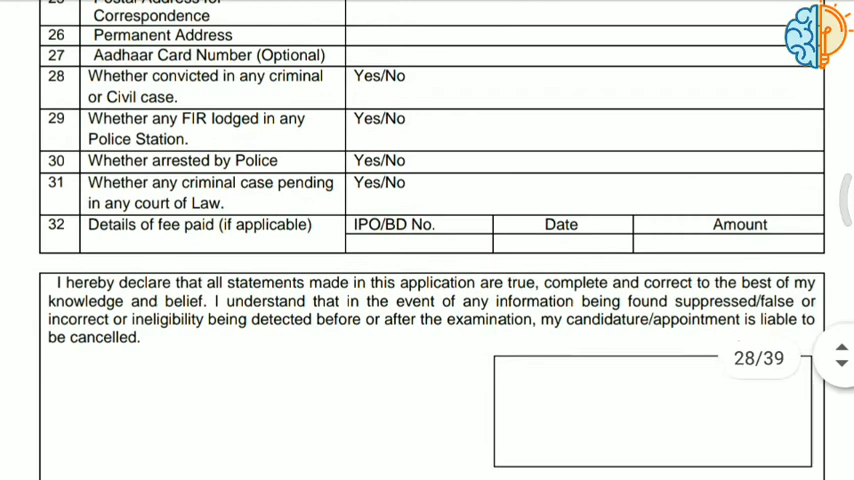 25 Postal Address for
Correspondence
26 Permanent Address
27 Aadhaar Card Number (Optional)
28 Whether convicted in any criminal Yes/No
or Civil case.
29 Whether any FIR lodged in any Yes/No
Police Station.
30 Whether arrested by Police Yes/No
31 Whether any criminal case pending Yes/No
in any court of Law.
32 Details of fee paid (if applicable) IPO/BD No. Date Amount
I hereby declare that all statements made in this application are true, complete and correct to the best of my
knowledge and belief. I understand that in the event of any information being found suppressed/false or
incorrect or ineligibility being detected before or after the examination, my candidature/appointment is liable to
be cancelled.
28/39